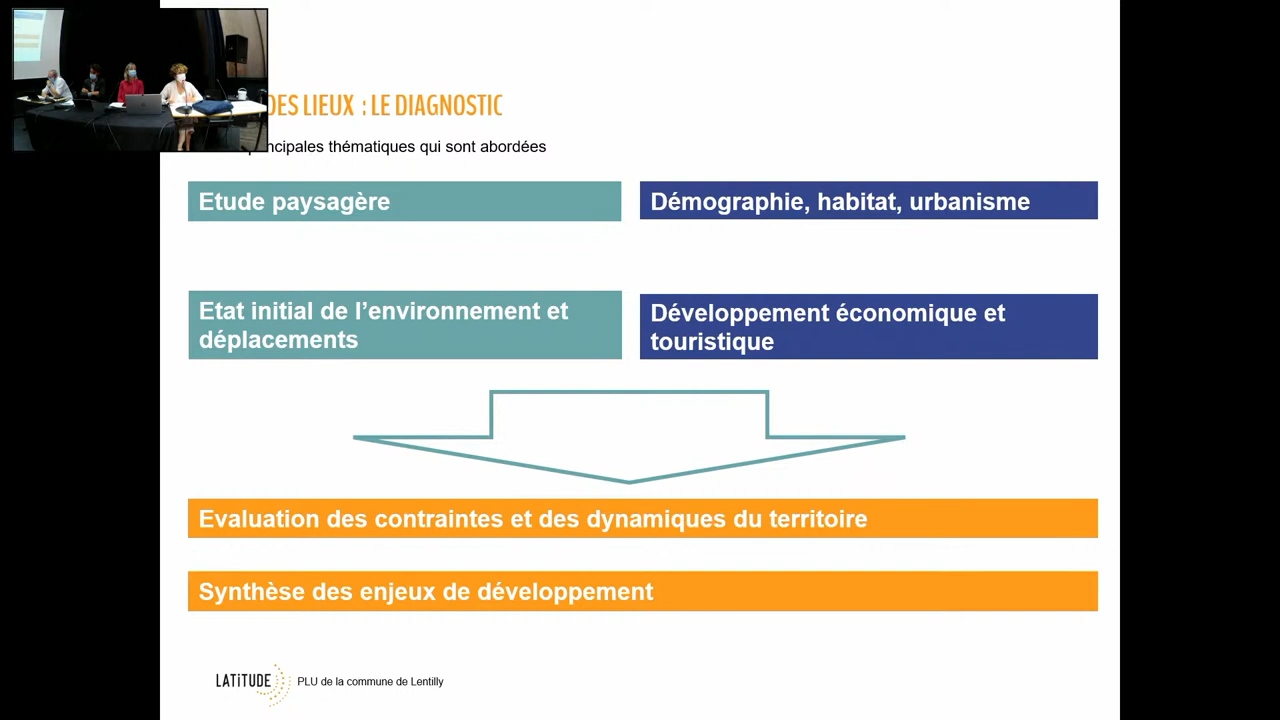 DES LIEUX : LE DIAGNOSTIC
thématiques qui sont abordées
Etude paysagère
Démographie, habitat, urbanisme
Etat initial de l’environnement et
déplacements
Développement économique et
touristique
Evaluation des contraintes et des dynamiques du territoire
Synthèse des enjeux de développement
LATiTUDE
PLU de la commune de Lentilly